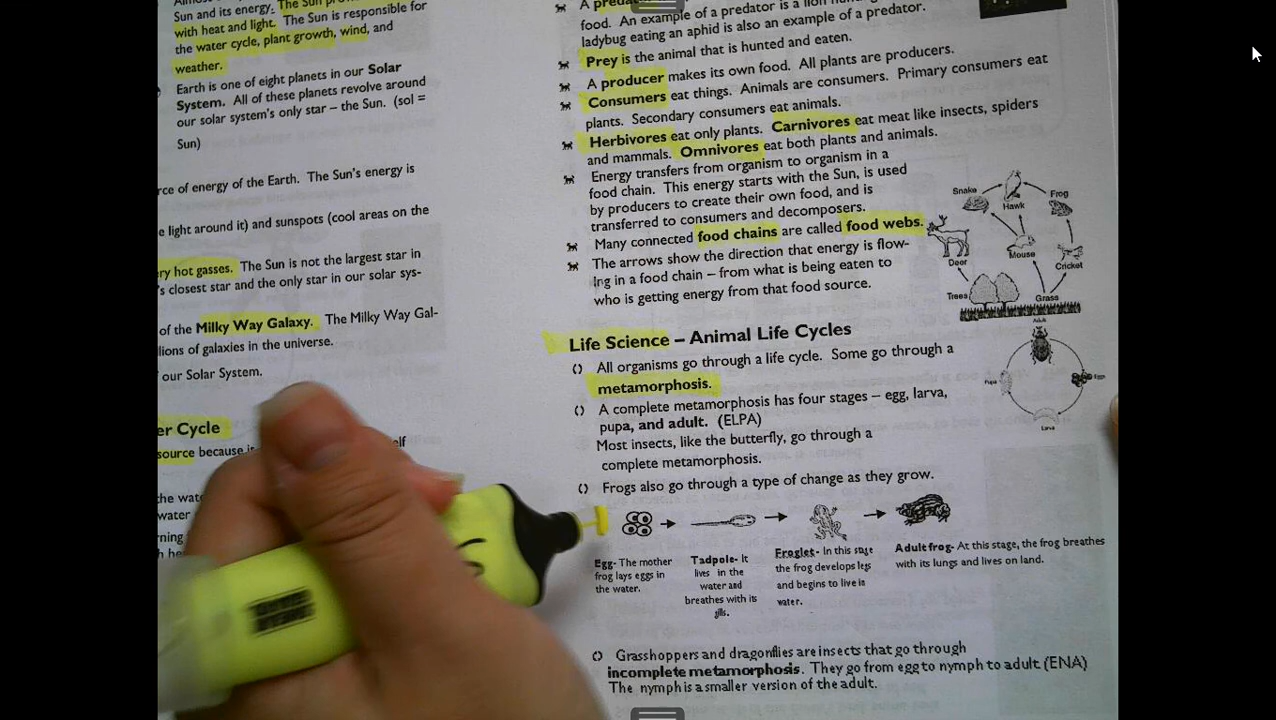 Sun and its energy. The Sun
with heat and light. The Sun is responsible for
the water cycle, plant growth, wind, and
weather.
Earth is one of eight planets in our Solar
System. All of these planets revolve around
our solar system's only star – the Sun. (sol =
Sun)
rce of energy of the Earth. The Sun's energy is
e light around it) and sunspots (cool areas on the
ry hot gasses. The Sun is not the largest star in
's closest star and the only star in our solar sys-
of the Milky Way Galaxy. The Milky Way Gal-
lions of galaxies in the universe.
our Solar System.
er Cycle
source because it
the wat
water
ning
A predator
food. An example of a predator is a lion
ladybug eating an aphid is also an example of a predator.
Prey is the animal that is hunted and eaten.
A producer makes its own food. All plants are producers.
Consumers eat things. Animals are consumers. Primary consumers eat
plants. Secondary consumers eat animals.
Herbivores eat only plants. Carnivores eat meat like insects, spiders
and mammals. Omnivores eat both plants and animals.
Energy transfers from organism to organism in a
food chain. This energy starts with the Sun, is used
by producers to create their own food, and is
transferred to consumers and decomposers.
Many connected food chains are called food webs.
The arrows show the direction that energy is flow-
ing in a food chain – from what is being eaten to
who is getting energy from that food source.
Snake
Hawk
Frog
Deer
Mouse
Cricket
Trees
Grass
Life Science – Animal Life Cycles
All organisms go through a life cycle. Some go through a
metamorphosis.
A complete metamorphosis has four stages – egg, larva,
pupa, and adult. (ELPA)
Most insects, like the butterfly, go through a
complete metamorphosis.
Adult
Pupa
Larva
Frogs also go through a type of change as they grow.
Egg- The mother
frog lays eggs in
the water.
Tadpole- It
lives in the
water and
breathes with its
gills.
Froglet- In this stage
the frog develops legs
and begins to live in
water.
Adult frog- At this stage, the frog breathes
with its lungs and lives on land.
Grasshoppers and dragonflies are insects that go through
incomplete metamorphosis. They go from egg to nymph to adult (ENA)
The nymph is a smaller version of the adult.